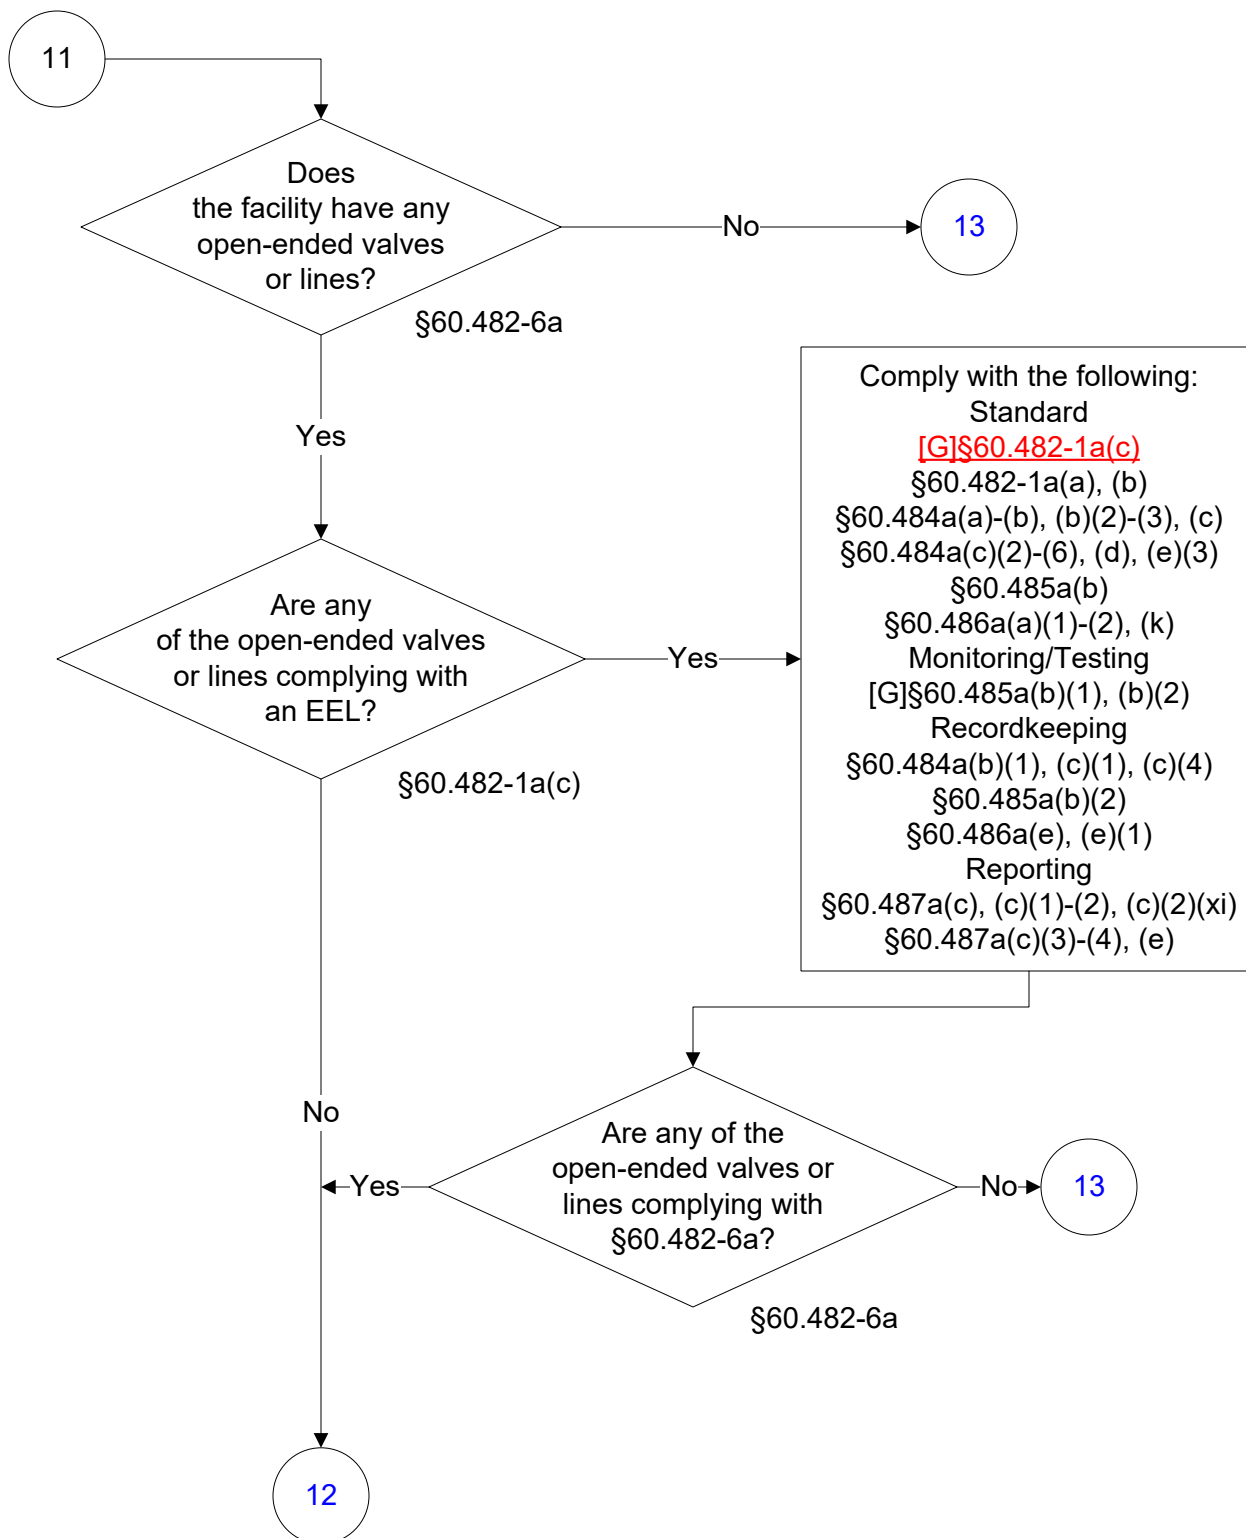 11
Does
the facility have any
open-ended valves
or lines?
No
13
§60.482-6a
Yes
Are any
of the open-ended valves
or lines complying with
an EEL?
Yes
§60.482-1a(c)
Comply with the following:
Standard
[G]§60.482-1a(c)
§60.482-1a(a), (b)
§60.484a(a)-(b), (b)(2)-(3), (c)
§60.484a(c)(2)-(6), (d), (e)(3)
§60.485a(b)
§60.486a(a)(1)-(2), (k)
Monitoring/Testing
[G]§60.485a(b)(1), (b)(2)
Recordkeeping
§60.484a(b)(1), (c)(1), (c)(4)
§60.485a(b)(2)
§60.486a(e), (e)(1)
Reporting
§60.487a(c), (c)(1)-(2), (c)(2)(xi)
§60.487a(c)(3)-(4), (e)
No
Are any of the
open-ended valves or
lines complying with
§60.482-6a?
Yes
No
13
§60.482-6a
12